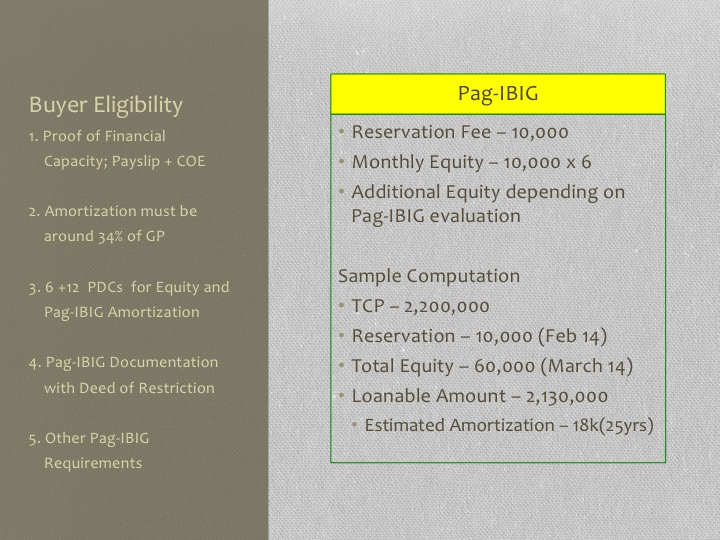 Buyer Eligibility
1. Proof of Financial
Capacity; Payslip + COE
2. Amortization must be
around 34% of GP
3. 6 +12 PDCs for Equity and
Pag-IBIG Amortization
4. Pag-IBIG Documentation
with Deed of Restriction
5. Other Pag-IBIG
Requirements
Pag-IBIG
• Reservation Fee – 10,000
• Monthly Equity – 10,000 x 6
• Additional Equity depending on
Pag-IBIG evaluation
Sample Computation
• TCP – 2,200,000
• Reservation – 10,000 (Feb 14)
• Total Equity – 60,000 (March 14)
• Loanable Amount – 2,130,000
• Estimated Amortization – 18k(25yrs)